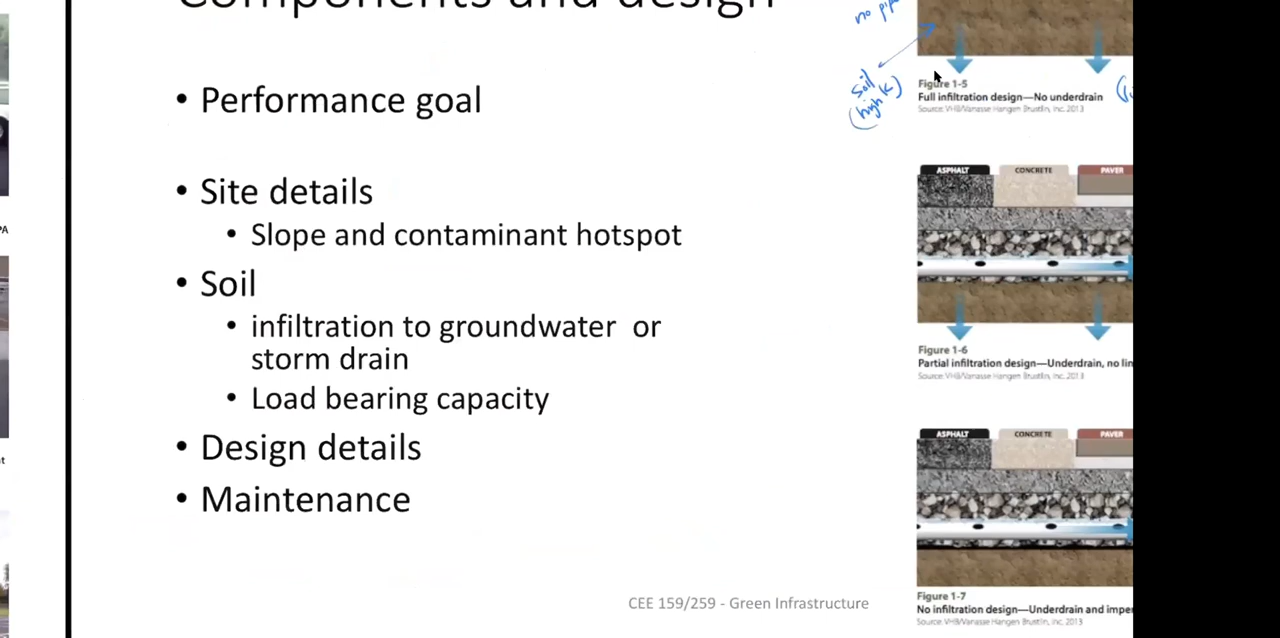 Components and design
• Performance goal
• Site details
• Slope and contaminant hotspot
• Soil
• infiltration to groundwater or
storm drain
• Load bearing capacity
• Design details
• Maintenance
CEE 159/259 - Green Infrastructure
no pip
soil
(high K)
Figure 1-5
Full infiltration design—No underdrain
Source: VHB/Vanasse Hangen Brustlin, Inc. 2013
ASPHALT CONCRETE PAVER
Figure 1-6
Partial infiltration design—Underdrain, no lin
Source: VHB/Vanasse Hangen Brustlin, Inc. 2013
ASPHALT CONCRETE PAVER
Figure 1-7
No infiltration design—Underdrain and imper
Source: VHB/Vanasse Hangen Brustlin, Inc. 2013
PA
t